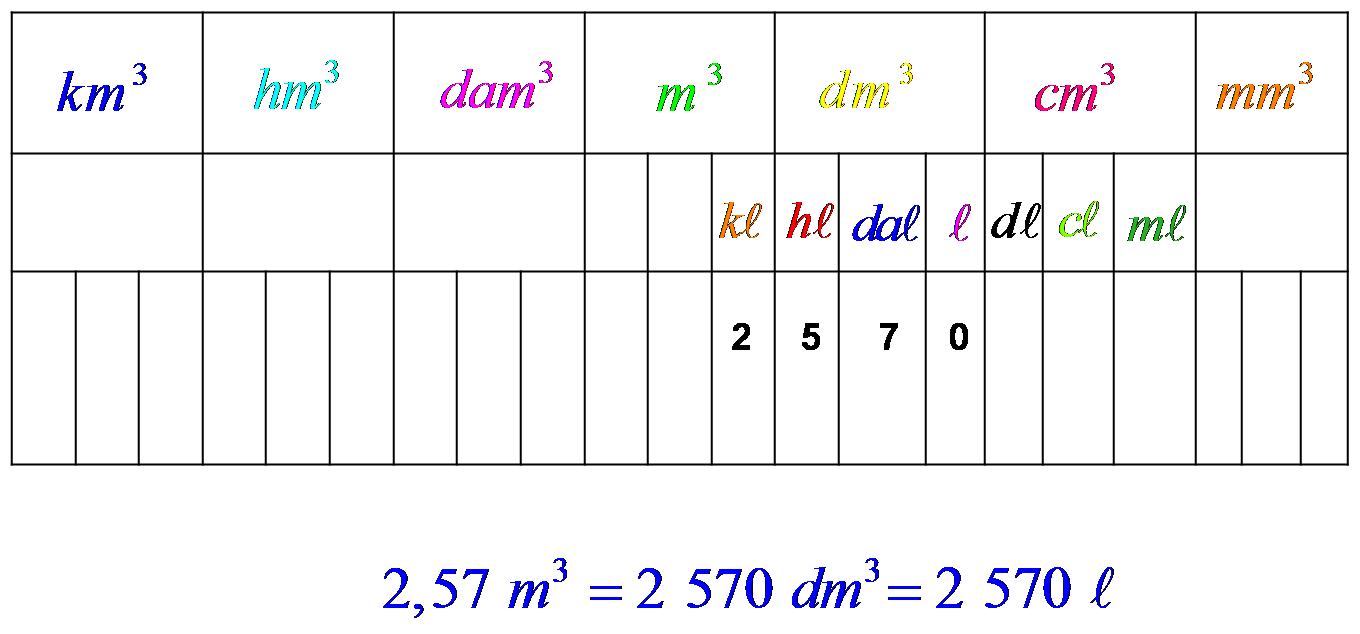 km³ hm³ dam³ m³ dm³ cm³ mm³
kℓ hℓ daℓ ℓ dℓ cℓ mℓ
2 5 7 0
2,57 m³ = 2 570 dm³ = 2 570 ℓ